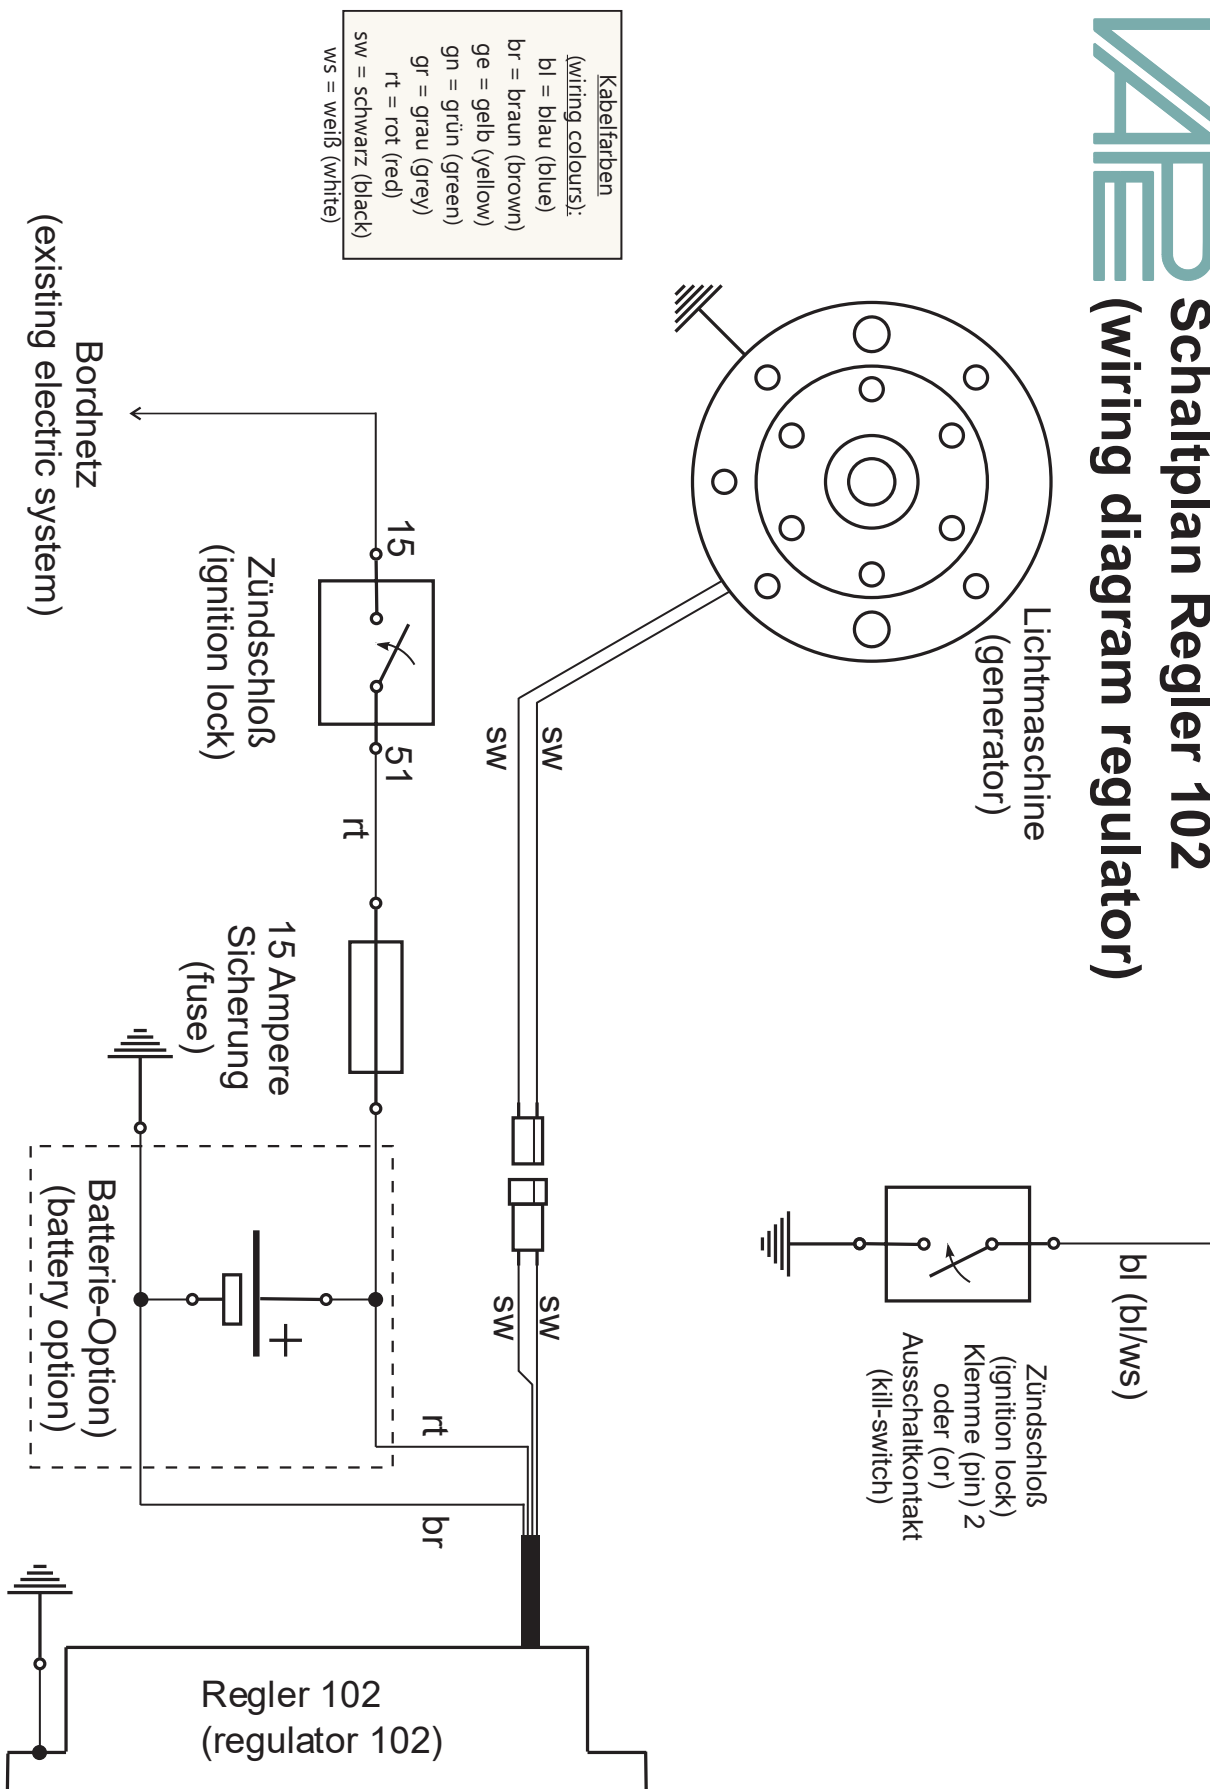 VAPE
Schaltplan Regler 102
(wiring diagram regulator)
Kabelfarben
(wiring colours):
bl = blau (blue)
br = braun (brown)
ge = gelb (yellow)
gn = grün (green)
gr = grau (grey)
rt = rot (red)
sw = schwarz (black)
ws = weiß (white)
Lichtmaschine
(generator)
sw
sw
sw
sw
bl (bl/ws)
Zündschloß
(ignition lock)
Klemme (pin) 2
oder (or)
Ausschaltkontakt
(kill-switch)
Bordnetz
(existing electric system)
15
51
Zündschloß
(ignition lock)
rt
15 Ampere
Sicherung
(fuse)
+
Batterie-Option)
(battery option)
rt
br
Regler 102
(regulator 102)